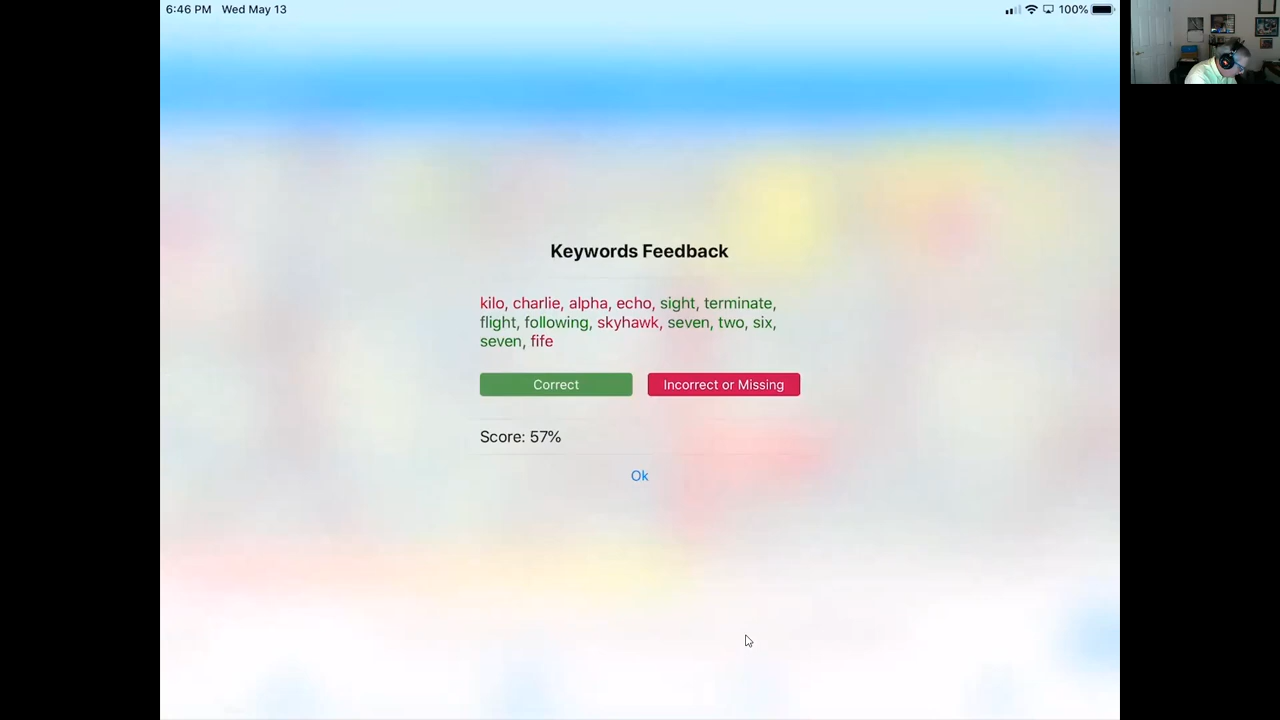 6:46 PM Wed May 13 100%
Keywords Feedback
kilo, charlie, alpha, echo, sight, terminate,
flight, following, skyhawk, seven, two, six,
seven, fife
Correct Incorrect or Missing
Score: 57%
Ok